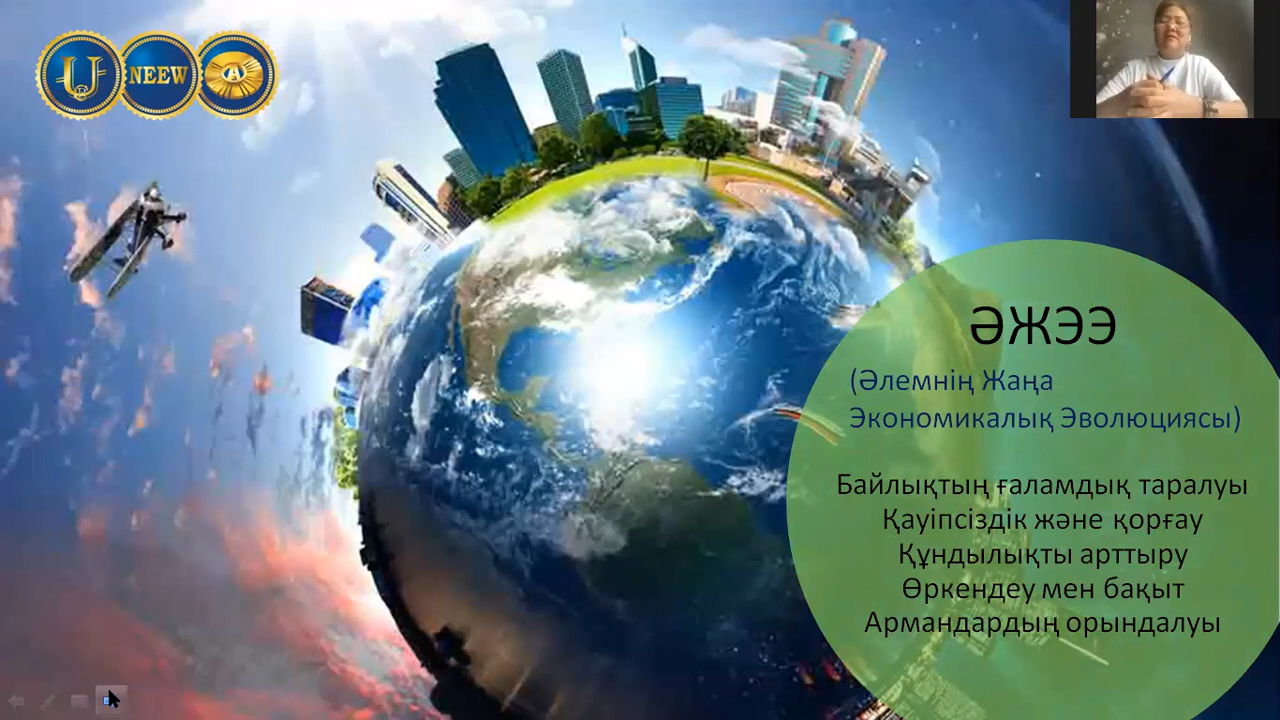 NEEW
ӘЖЭЭ
(Әлемнің Жаңа
Экономикалық Эволюциясы)
Байлықтың ғаламдық таралуы
Қауіпсіздік және қорғау
Құндылықты арттыру
Өркендеу мен бақыт
Армандардың орындалуы